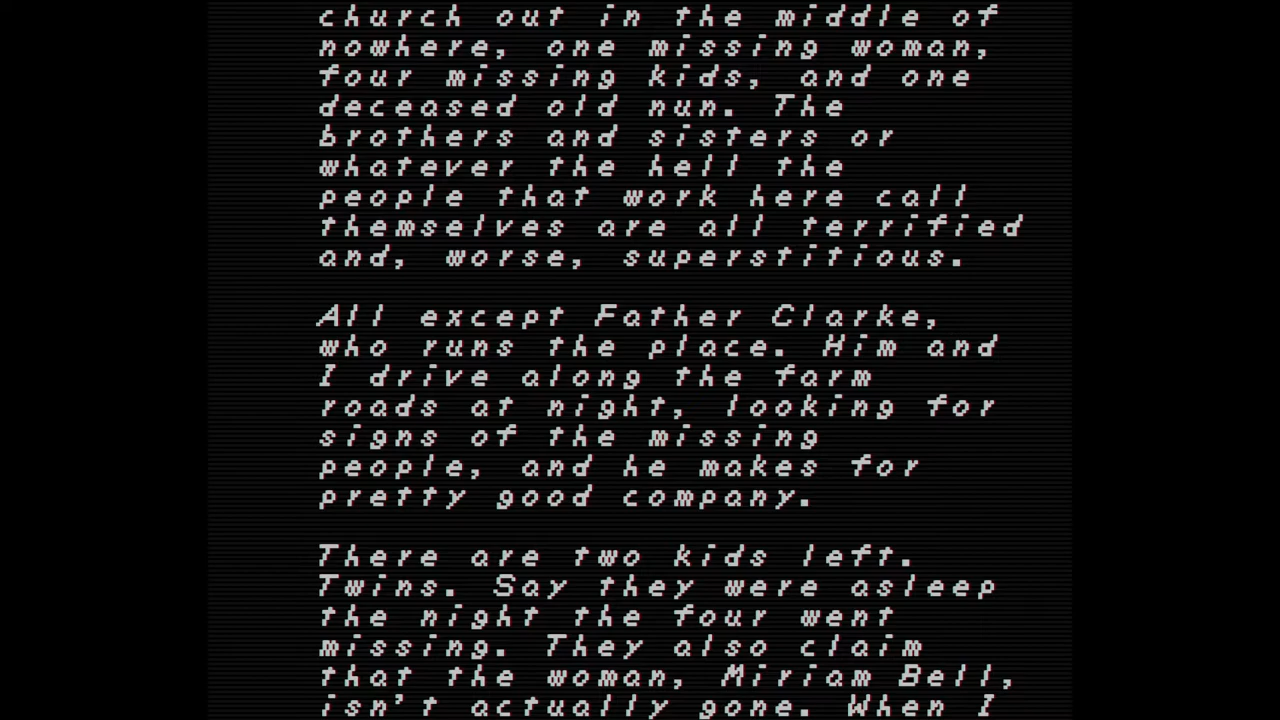 church out in the middle of
nowhere, one missing woman,
four missing kids, and one
deceased old nun. The
brothers and sisters or
whatever the hell the
people that work here call
themselves are all terrified
and, worse, superstitious.
All except Father Clarke,
who runs the place. Him and
I drive along the farm
roads at night, looking for
signs of the missing
people, and he makes for
pretty good company.
There are two kids left.
Twins. Say they were asleep
the night the four went
missing. They also claim
that the woman, Miriam Bell,
isn't actually gone. When I